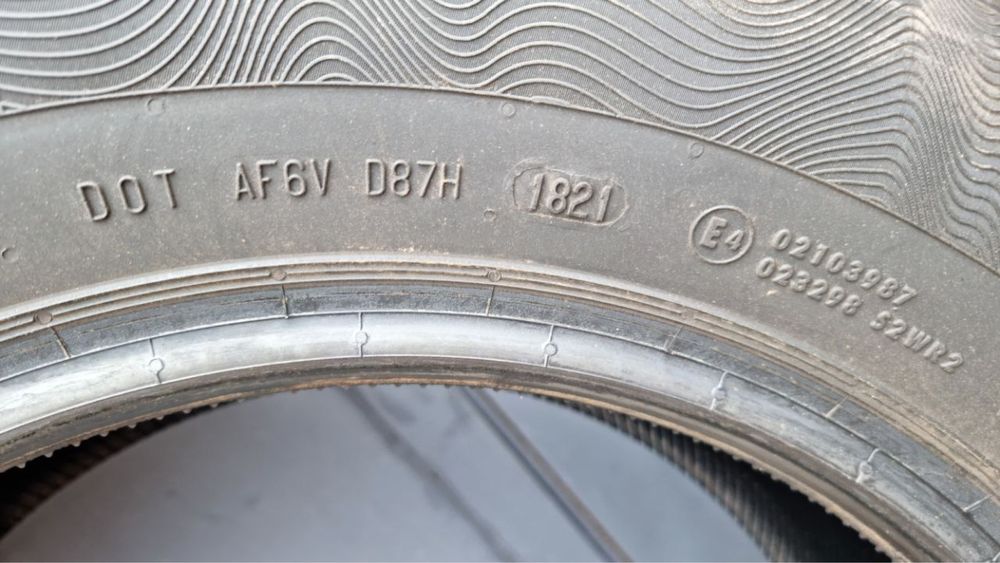 DOT AF6V D87H 1821
E4
02103987
023298 S2WR2